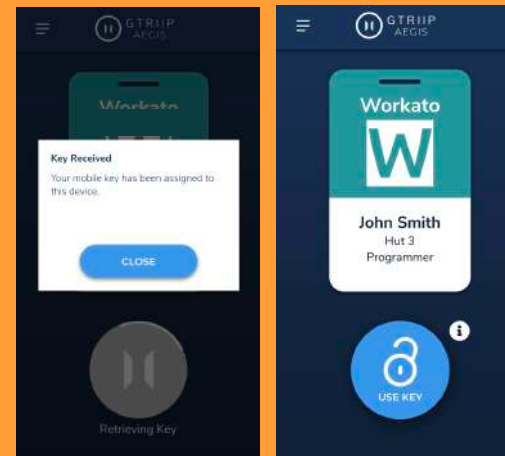 GTRIIP
AEGIS
Workato
Key Received
Your mobile key has been assigned to
this device.
CLOSE
Retrieving Key
GTRIIP
AEGIS
Workato
W
John Smith
Hut 3
Programmer
i
USE KEY